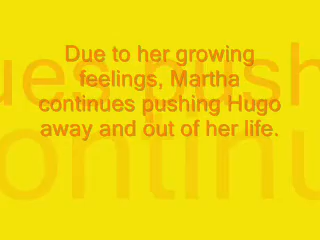 Due to her growing
feelings, Martha
continues pushing Hugo
away and out of her life.